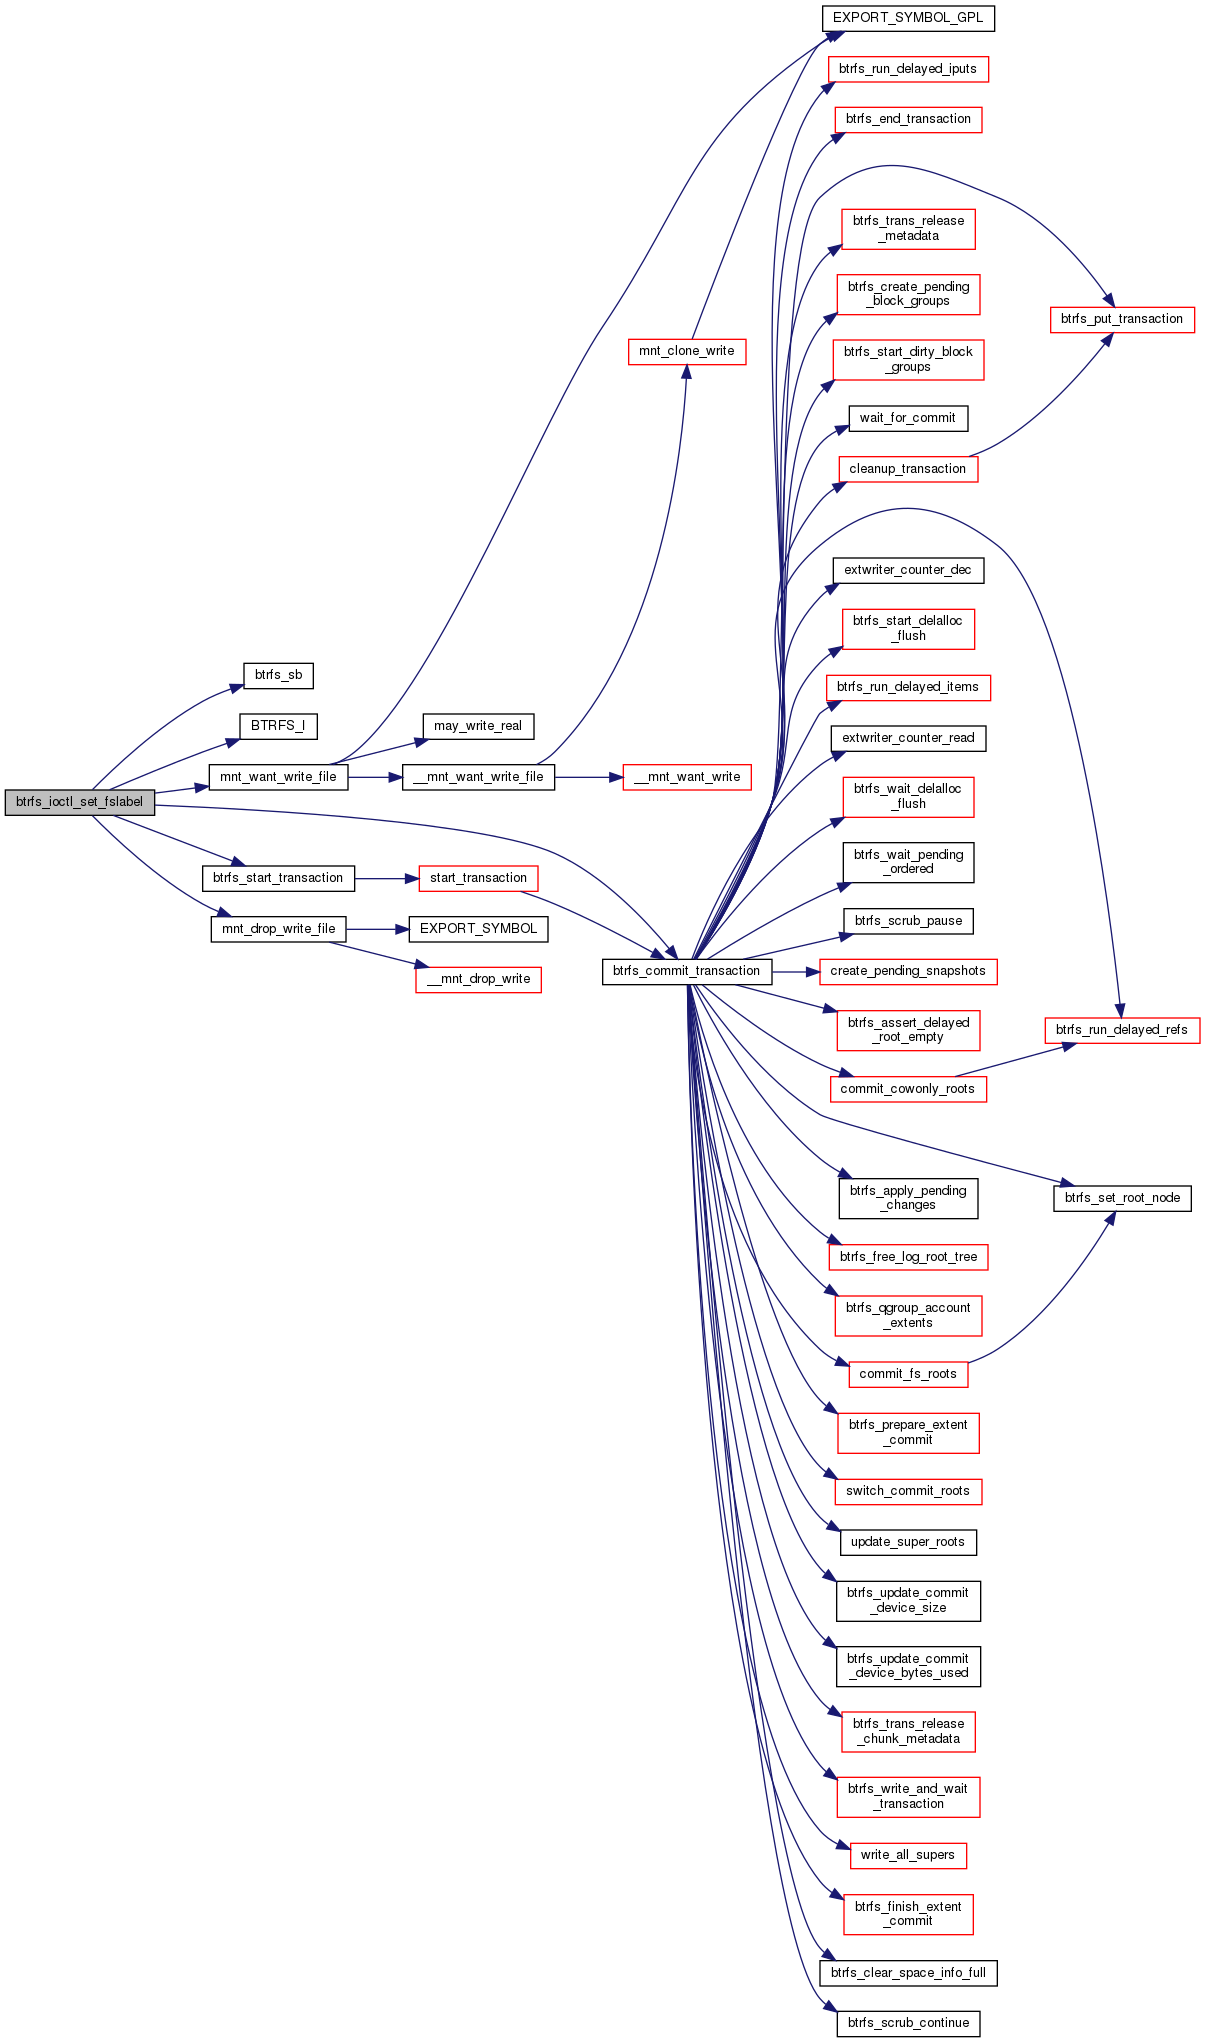 EXPORT_SYMBOL_GPL
btrfs_run_delayed_iputs
btrfs_end_transaction
btrfs_trans_release
_metadata
btrfs_create_pending
_block_groups
btrfs_put_transaction
mnt_clone_write
btrfs_start_dirty_block
_groups
wait_for_commit
cleanup_transaction
extwriter_counter_dec
btrfs_start_delalloc
_flush
btrfs_sb
btrfs_run_delayed_items
BTRFS_I
may_write_real
extwriter_counter_read
mnt_want_write_file
__mnt_want_write_file
__mnt_want_write
btrfs_ioctl_set_fslabel
btrfs_wait_delalloc
_flush
btrfs_wait_pending
_ordered
btrfs_start_transaction
start_transaction
btrfs_scrub_pause
mnt_drop_write_file
EXPORT_SYMBOL
btrfs_commit_transaction
create_pending_snapshots
__mnt_drop_write
btrfs_assert_delayed
_root_empty
btrfs_run_delayed_refs
commit_cowonly_roots
btrfs_apply_pending
_changes
btrfs_set_root_node
btrfs_free_log_root_tree
btrfs_qgroup_account
_extents
commit_fs_roots
btrfs_prepare_extent
_commit
switch_commit_roots
update_super_roots
btrfs_update_commit
_device_size
btrfs_update_commit
_device_bytes_used
btrfs_trans_release
_chunk_metadata
btrfs_write_and_wait
_transaction
write_all_supers
btrfs_finish_extent
_commit
btrfs_clear_space_info_full
btrfs_scrub_continue